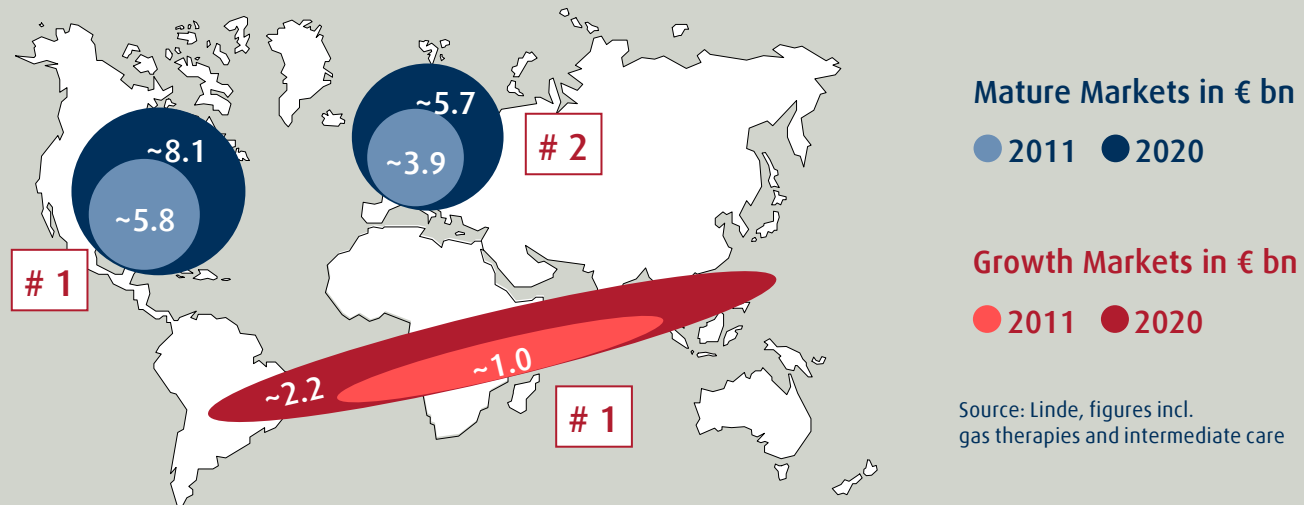 ~8.1
~5.8
# 1
~5.7
~3.9
# 2
~2.2
~1.0
# 1
Mature Markets in € bn
2011 2020
Growth Markets in € bn
2011 2020
Source: Linde, figures incl.
gas therapies and intermediate care